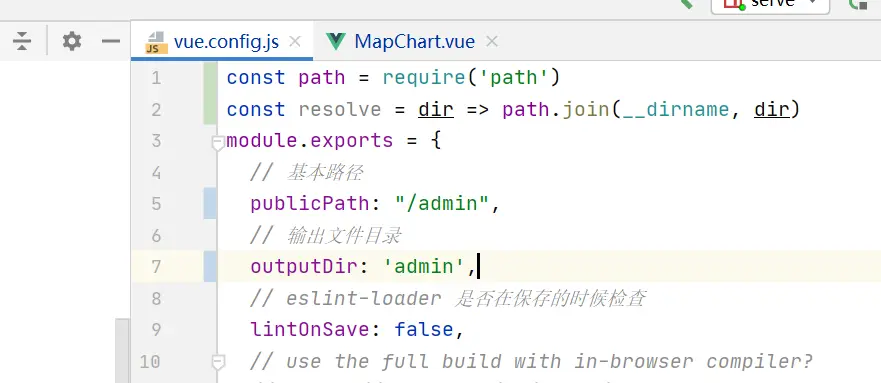 serve
JS vue.config.js × MapChart.vue ×
1 const path = require('path')
2 const resolve = dir => path.join(__dirname, dir)
3 module.exports = {
4 // 基本路径
5 publicPath: "/admin",
6 // 输出文件目录
7 outputDir: 'admin',
8 // eslint-loader 是否在保存的时候检查
9 lintOnSave: false,
10 // use the full build with in-browser compiler?